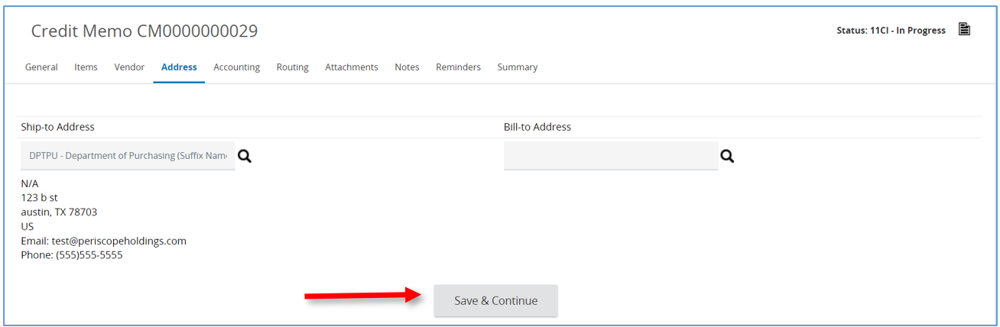 Credit Memo CM0000000029
Status: 11CI - In Progress
General Items Vendor Address Accounting Routing Attachments Notes Reminders Summary
Ship-to Address
Bill-to Address
DPTPU - Department of Purchasing (Suffix Name
N/A
123 b st
austin, TX 78703
US
Email: test@periscopeholdings.com
Phone: (555)555-5555
Save & Continue